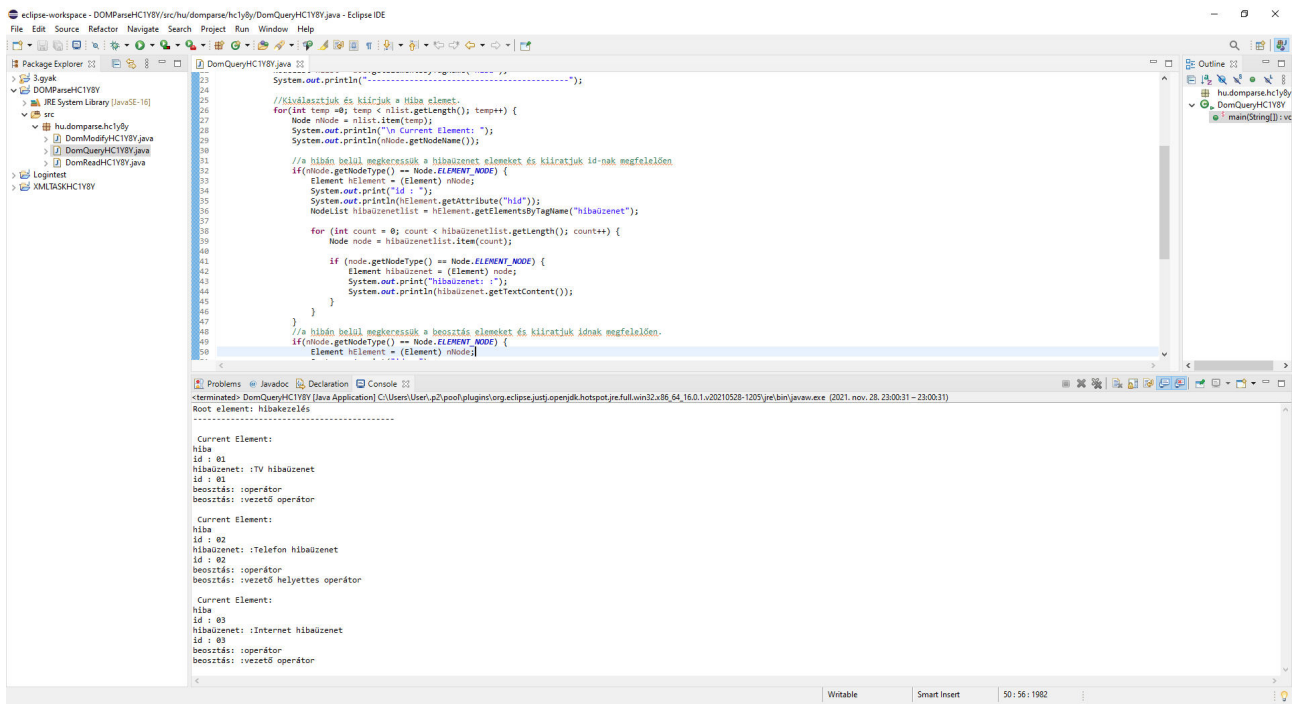 eclipse-workspace - DOMParseHC1Y8Y/src/hu/domparse/hc1y8y/DomQueryHC1Y8Y.java - Eclipse IDE
File Edit Source Refactor Navigate Search Project Run Window Help
Package Explorer
3.gyak
DOMParseHC1Y8Y
JRE System Library [JavaSE-16]
src
hu.domparse.hc1y8y
DomModifyHC1Y8Y.java
DomQueryHC1Y8Y.java
DomReadHC1Y8Y.java
Logintest
XMLTASKHC1Y8Y
DomQueryHC1Y8Y.java
23 System.out.println("-------------------------------------------");
24
25 //Kiválasztjuk és kiírjuk a Hiba elemet.
26 for(int temp =0; temp < nlist.getLength(); temp++) {
27 Node nNode = nlist.item(temp);
28 System.out.println("\n Current Element: ");
29 System.out.println(nNode.getNodeName());
30
31 //a hibán belül megkeressük a hibaüzenet elemeket és kiiratjuk id-nak megfelelően
32 if(nNode.getNodeType() == Node.ELEMENT_NODE) {
33 Element hElement = (Element) nNode;
34 System.out.print("id : ");
35 System.out.println(hElement.getAttribute("hid"));
36 NodeList hibaüzenetlist = hElement.getElementsByTagName("hibaüzenet");
37
38 for (int count = 0; count < hibaüzenetlist.getLength(); count++) {
39 Node node = hibaüzenetlist.item(count);
40
41 if (node.getNodeType() == Node.ELEMENT_NODE) {
42 Element hibaüzenet = (Element) node;
43 System.out.print("hibaüzenet: :");
44 System.out.println(hibaüzenet.getTextContent());
45 }
46 }
47 }
48 //a hibán belül megkeressük a beosztás elemeket és kiiratjuk idnak megfelelően.
49 if(nNode.getNodeType() == Node.ELEMENT_NODE) {
50 Element hElement = (Element) nNode;
Outline
hu.domparse.hc1y8y
DomQueryHC1Y8Y
main(String[]) : vc
Problems Javadoc Declaration Console
<terminated> DomQueryHC1Y8Y [Java Application] C:\Users\User\.p2\pool\plugins\org.eclipse.justj.openjdk.hotspot.jre.full.win32.x86_64_16.0.1.v20210528-1205\jre\bin\javaw.exe (2021. nov. 28. 23:00:31 – 23:00:31)
Root element: hibakezelés
-------------------------------------------
Current Element:
hiba
id : 01
hibaüzenet: :TV hibaüzenet
id : 01
beosztás: :operátor
beosztás: :vezető operátor
Current Element:
hiba
id : 02
hibaüzenet: :Telefon hibaüzenet
id : 02
beosztás: :operátor
beosztás: :vezető helyettes operátor
Current Element:
hiba
id : 03
hibaüzenet: :Internet hibaüzenet
id : 03
beosztás: :operátor
beosztás: :vezető operátor
Writable Smart Insert 50 : 56 : 1982